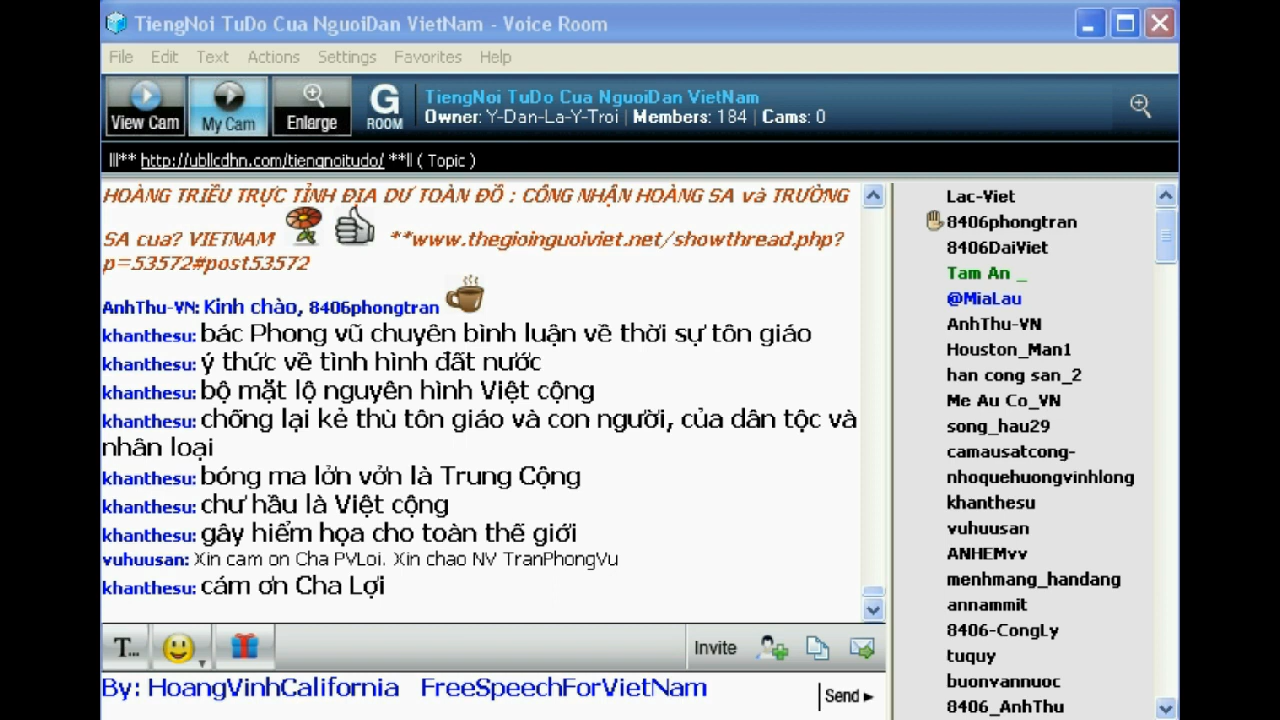 TiengNoi TuDo Cua NguoiDan VietNam - Voice Room
File Edit Text Actions Settings Favorites Help
View Cam My Cam Enlarge G ROOM
TiengNoi TuDo Cua NguoiDan VietNam
Owner: Y-Dan-La-Y-Troi | Members: 184 | Cams: 0
lll** http://ubllcdhn.com/tiengnoitudo/ **ll ( Topic )
HOÀNG TRIỀU TRỰC TỈNH ĐỊA DƯ TOÀN ĐỒ : CÔNG NHẬN HOÀNG SA và TRƯỜNG
SA cua? VIETNAM **www.thegioinguoiviet.net/showthread.php?
p=53572#post53572
AnhThu-VN: Kinh chào, 8406phongtran
khanthesu: bác Phong vũ chuyên bình luận về thời sự tôn giáo
khanthesu: ý thức về tình hình đất nước
khanthesu: bộ mặt lộ nguyên hình Việt cộng
khanthesu: chống lại kẻ thù tôn giáo và con người, của dân tộc và
nhân loại
khanthesu: bóng ma lởn vởn là Trung Cộng
khanthesu: chư hầu là Việt cộng
khanthesu: gây hiểm họa cho toàn thế giới
vuhuusan: Xin cam on Cha PVLoi. Xin chao NV TranPhongVu
khanthesu: cám ơn Cha Lợi
T... Invite
By: HoangVinhCalifornia FreeSpeechForVietNam
Send
Lac-Viet
8406phongtran
8406DaiViet
Tam An _
@MiaLau
AnhThu-VN
Houston_Man1
han cong san_2
Me Au Co_VN
song_hau29
camausatcong-
nhoquehuongvinhlong
khanthesu
vuhuusan
ANHEMvv
menhmang_handang
annammit
8406-CongLy
tuquy
buonvannuoc
8406_AnhThu